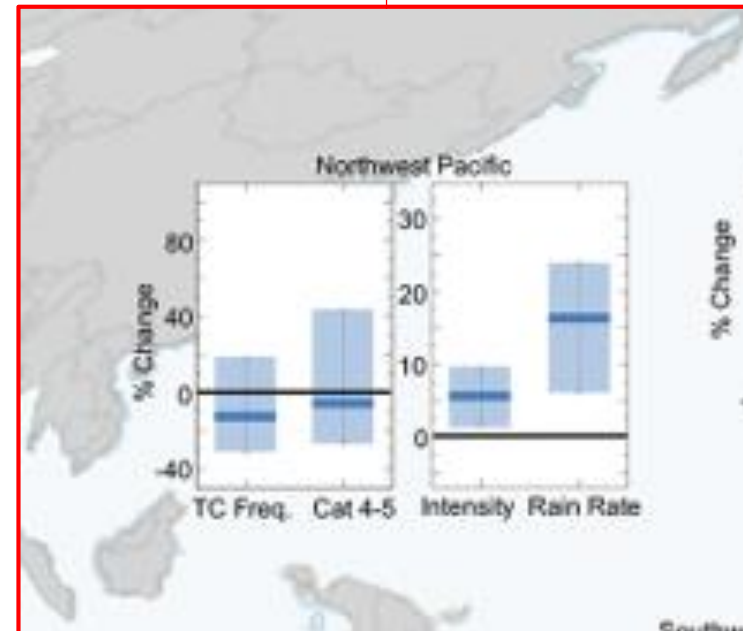 Northwest Pacific
% Change
80
40
0
-40
TC Freq. Cat 4-5
30
20
10
0
Intensity Rain Rate
% Change